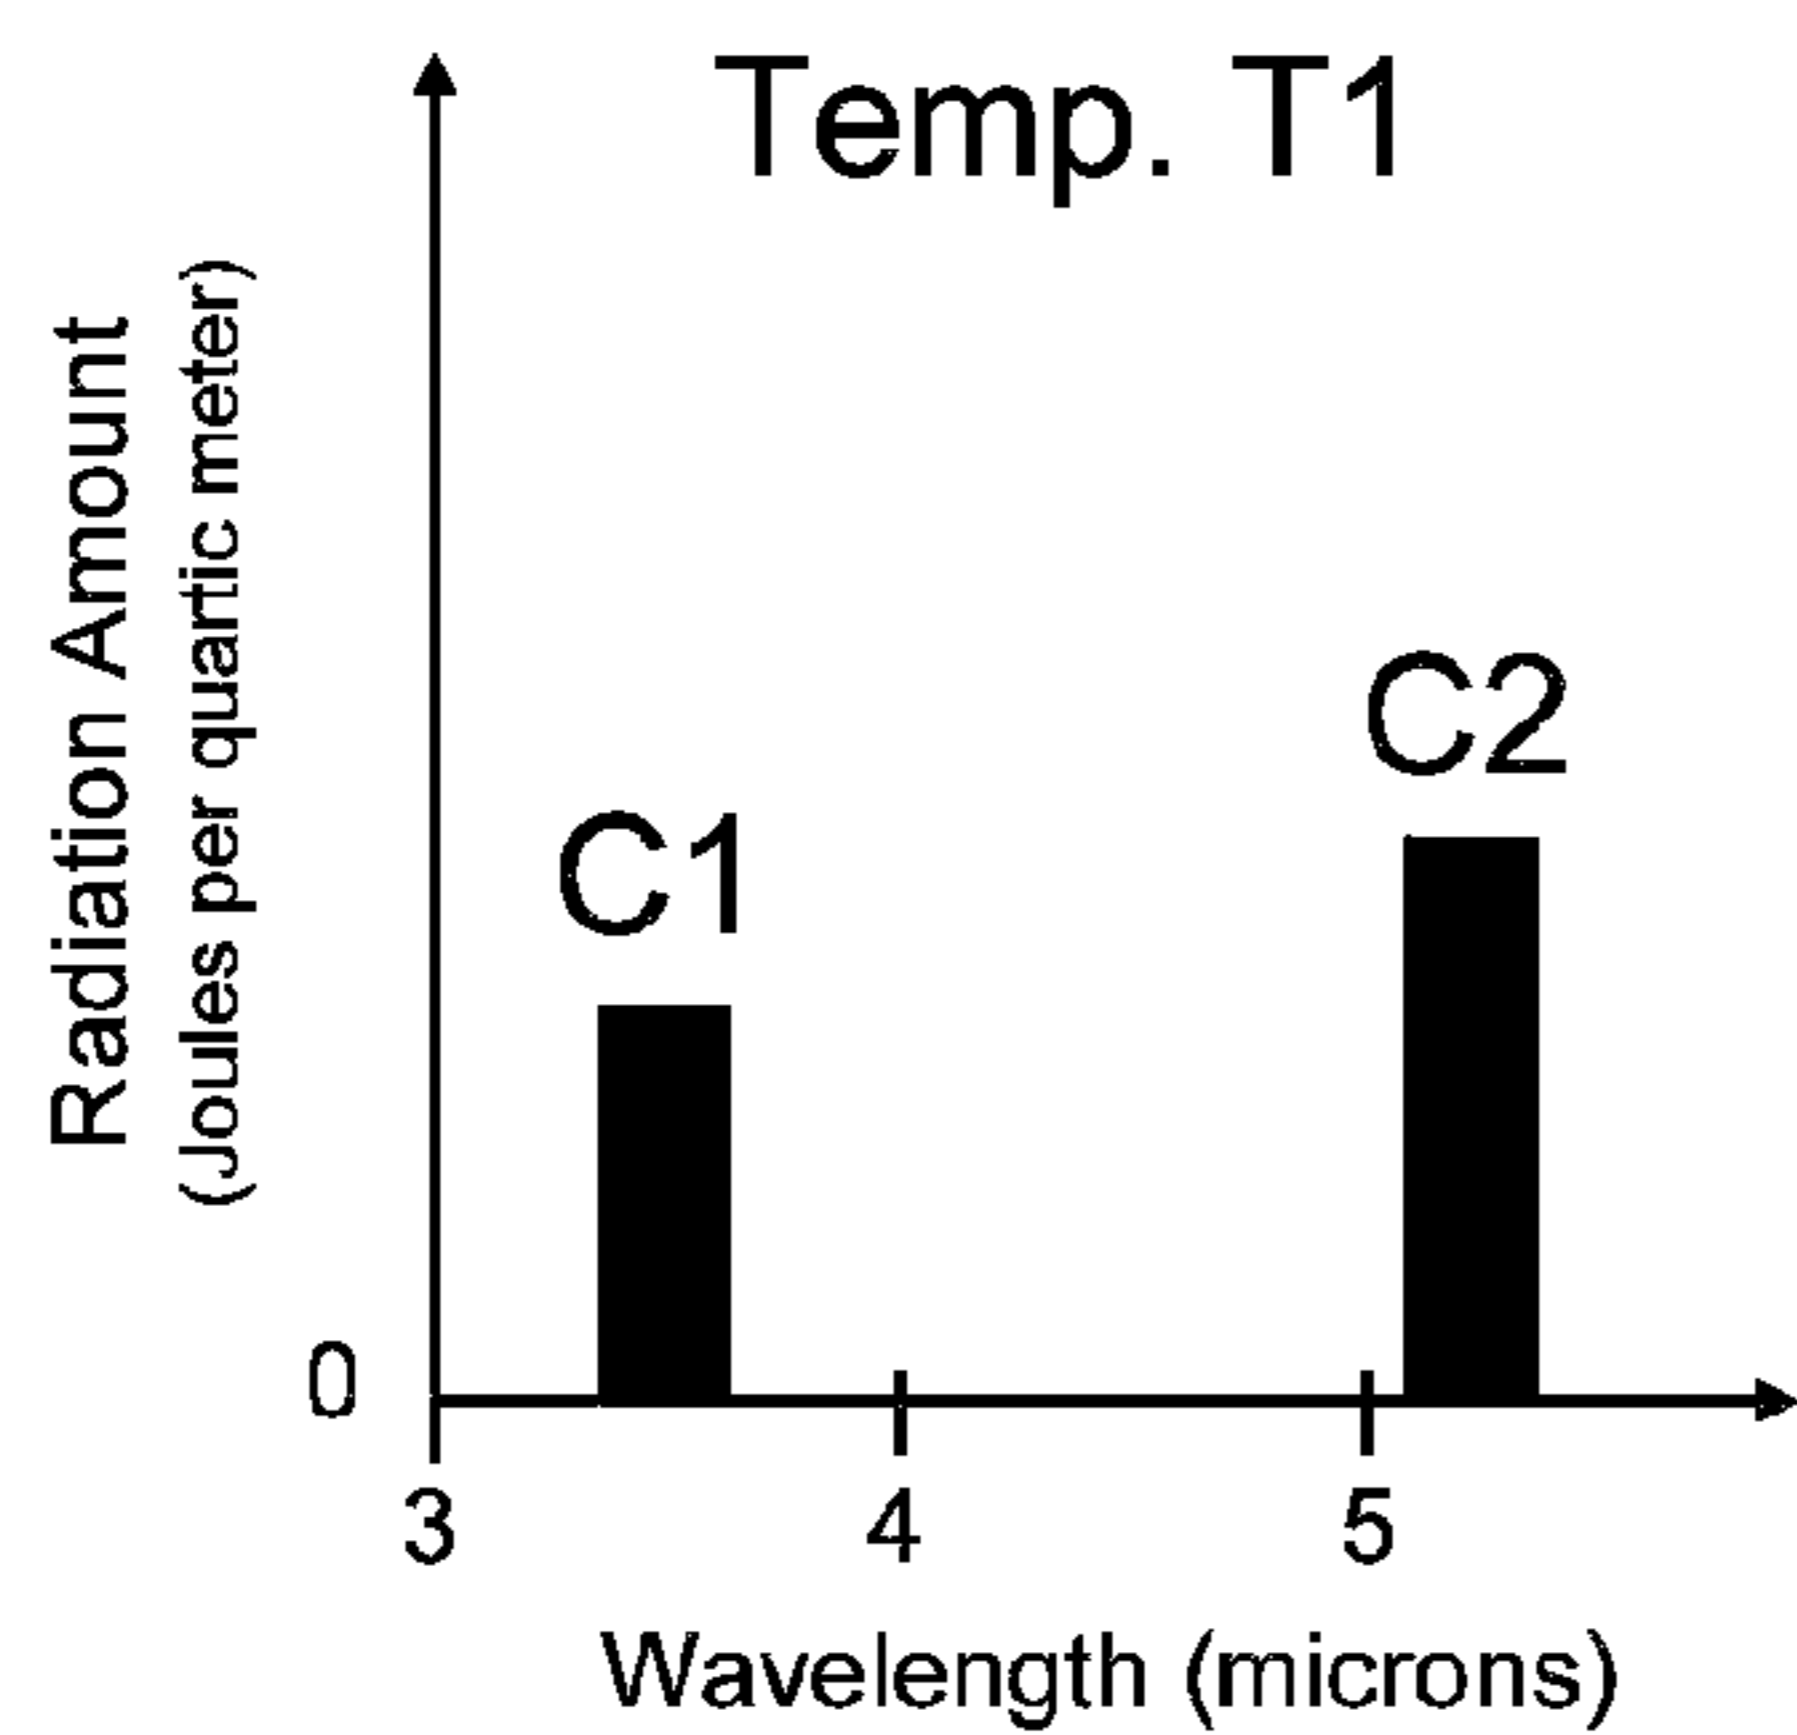 Temp. T1
Radiation Amount
(Joules per quartic meter)
C1
C2
0
3 4 5
Wavelength (microns)